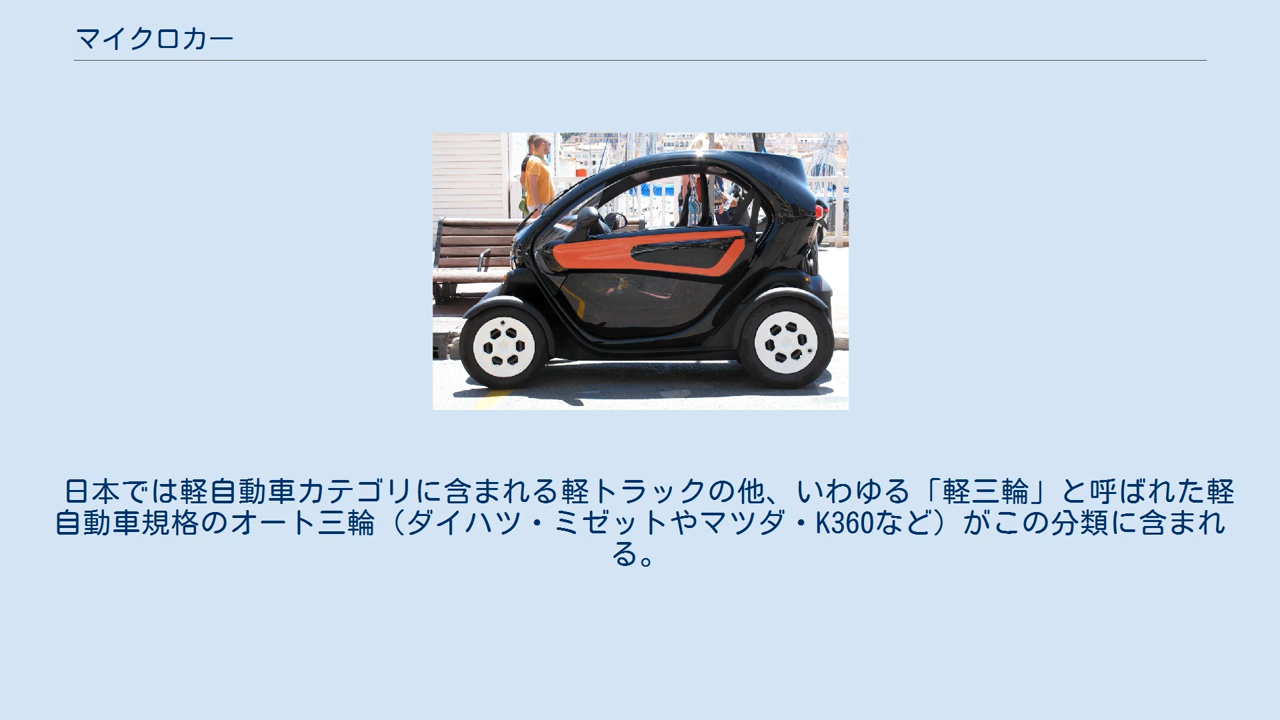 マイクロカー
日本では軽自動車カテゴリに含まれる軽トラックの他、いわゆる「軽三輪」と呼ばれた軽
自動車規格のオート三輪（ダイハツ・ミゼットやマツダ・K360など）がこの分類に含まれ
る。